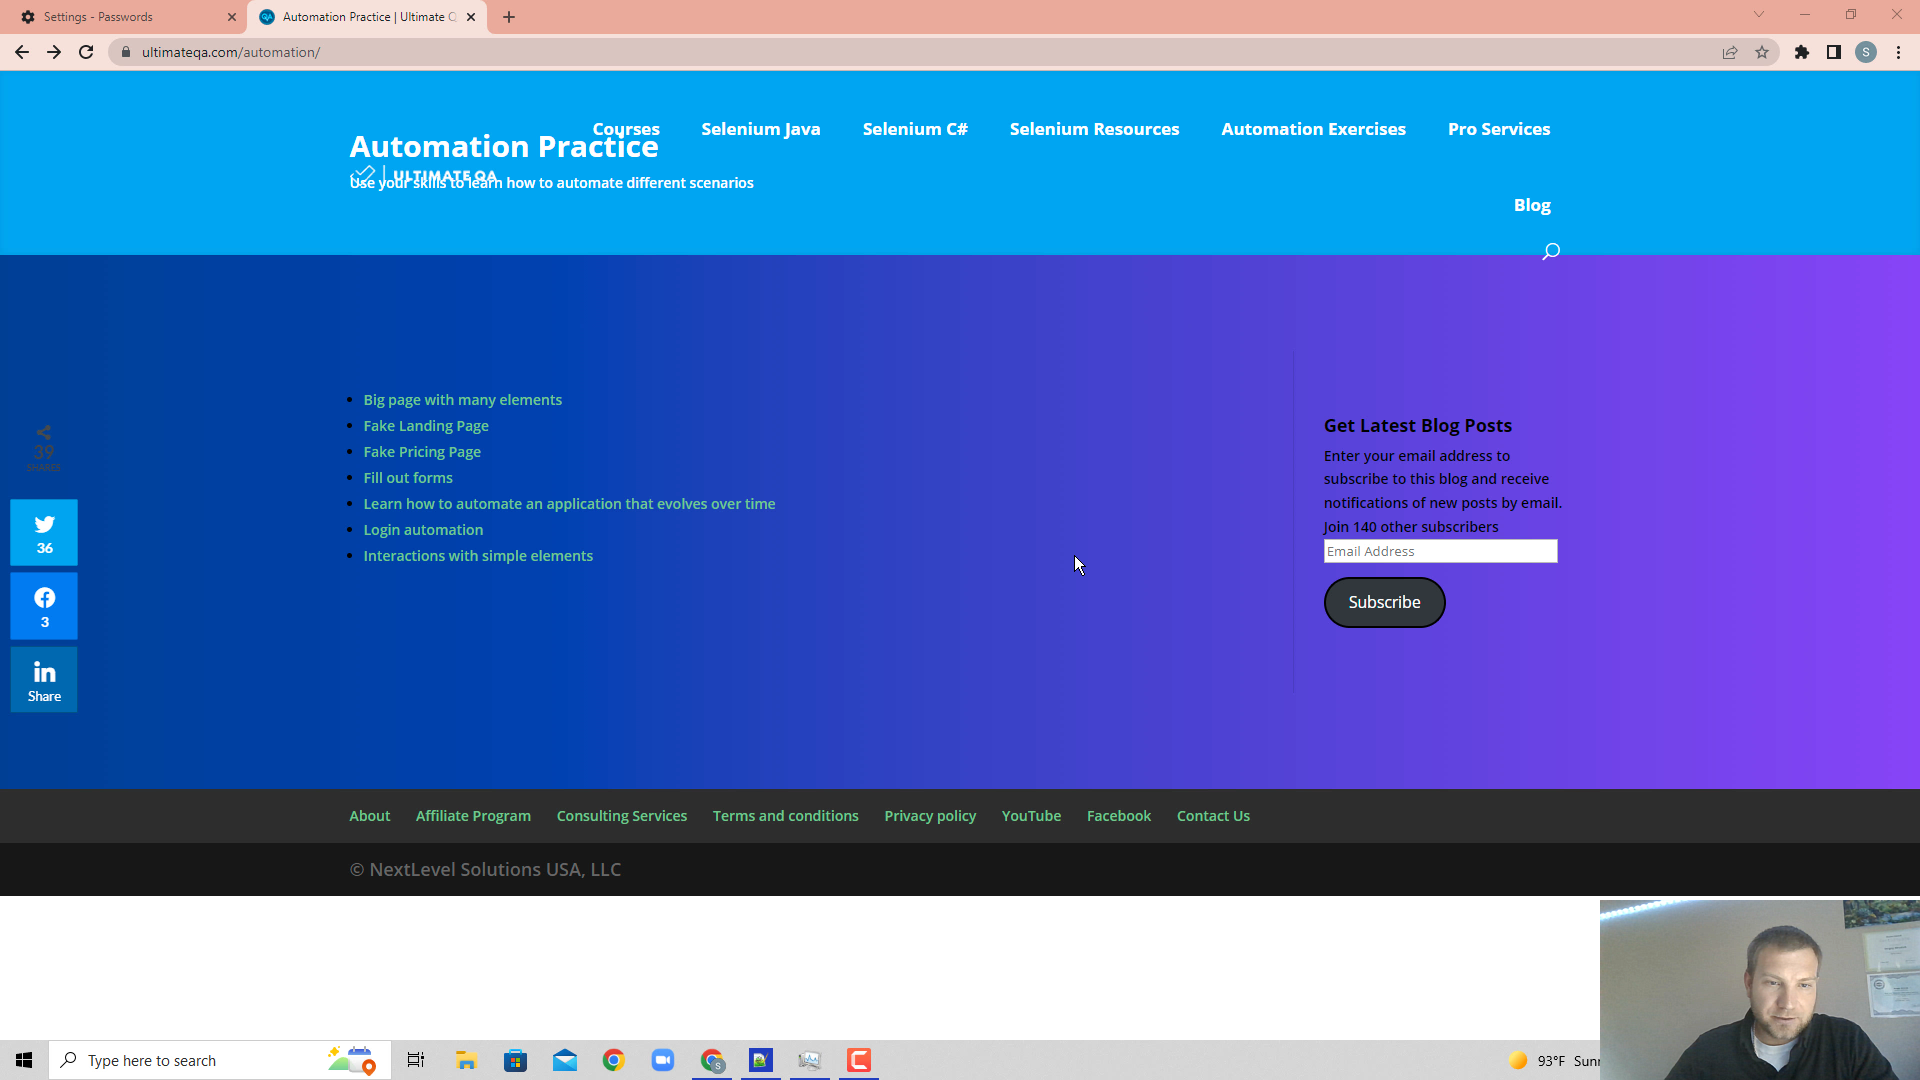 Settings - Passwords
Automation Practice | Ultimate Q
ultimateqa.com/automation/
S
Courses
Selenium Java
Selenium C#
Selenium Resources
Automation Exercises
Pro Services
Automation Practice
ULTIMATE QA
Use your skills to learn how to automate different scenarios
Blog
Big page with many elements
Fake Landing Page
Fake Pricing Page
Fill out forms
Learn how to automate an application that evolves over time
Login automation
Interactions with simple elements
39
SHARES
36
3
Share
Get Latest Blog Posts
Enter your email address to
subscribe to this blog and receive
notifications of new posts by email.
Join 140 other subscribers
Email Address
Subscribe
About
Affiliate Program
Consulting Services
Terms and conditions
Privacy policy
YouTube
Facebook
Contact Us
© NextLevel Solutions USA, LLC
Type here to search
93°F Sunn